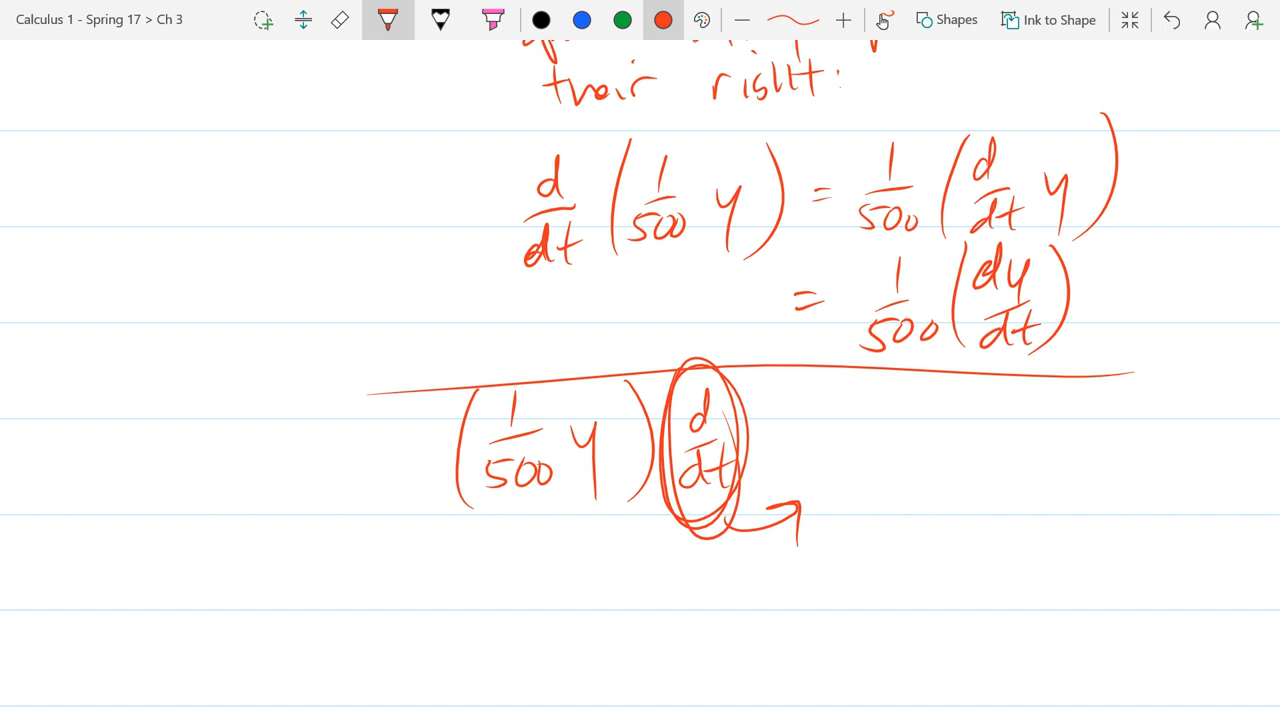 Calculus 1 - Spring 17 > Ch 3
Shapes
Ink to Shape
their right:
d/dt (1/500 y) = 1/500 (d/dt y)
= 1/500 (dy/dt)
(1/500 y) d/dt